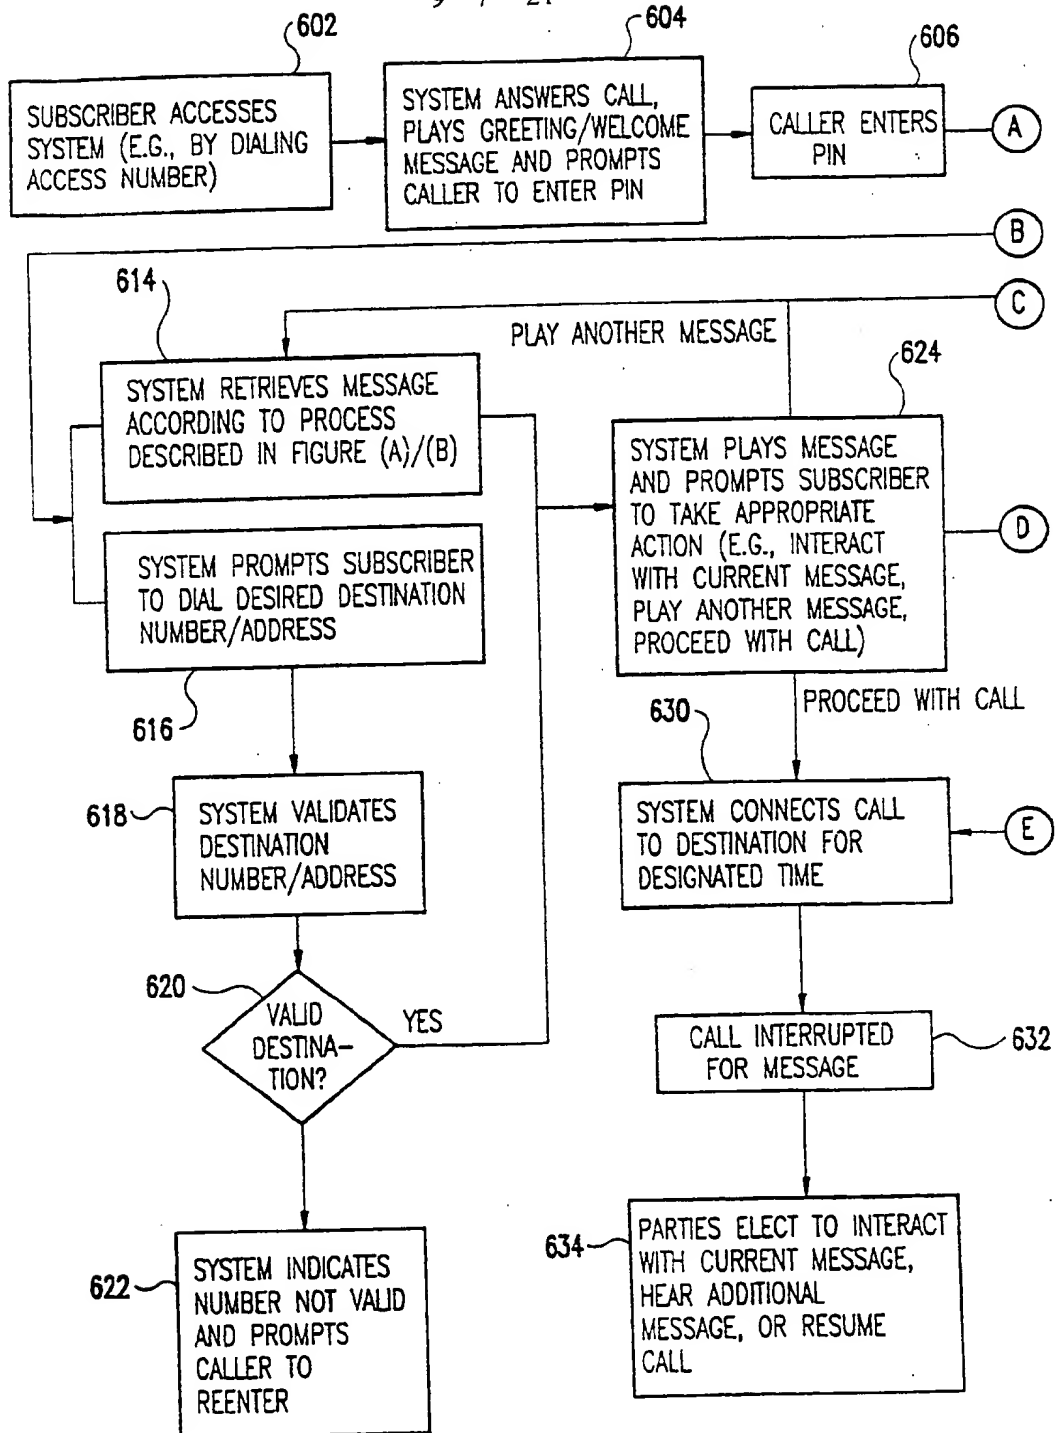 602
604
606
SUBSCRIBER ACCESSES
SYSTEM (E.G., BY DIALING
ACCESS NUMBER)
SYSTEM ANSWERS CALL,
PLAYS GREETING/WELCOME
MESSAGE AND PROMPTS
CALLER TO ENTER PIN
CALLER ENTERS
PIN
A
B
C
614
PLAY ANOTHER MESSAGE
624
SYSTEM RETRIEVES MESSAGE
ACCORDING TO PROCESS
DESCRIBED IN FIGURE (A)/(B)
SYSTEM PLAYS MESSAGE
AND PROMPTS SUBSCRIBER
TO TAKE APPROPRIATE
ACTION (E.G., INTERACT
WITH CURRENT MESSAGE,
PLAY ANOTHER MESSAGE,
PROCEED WITH CALL)
D
SYSTEM PROMPTS SUBSCRIBER
TO DIAL DESIRED DESTINATION
NUMBER/ADDRESS
616
PROCEED WITH CALL
630
618
SYSTEM VALIDATES
DESTINATION
NUMBER/ADDRESS
SYSTEM CONNECTS CALL
TO DESTINATION FOR
DESIGNATED TIME
E
620
VALID
DESTINA-
TION?
YES
CALL INTERRUPTED
FOR MESSAGE
632
622
SYSTEM INDICATES
NUMBER NOT VALID
AND PROMPTS
CALLER TO
REENTER
634
PARTIES ELECT TO INTERACT
WITH CURRENT MESSAGE,
HEAR ADDITIONAL
MESSAGE, OR RESUME
CALL